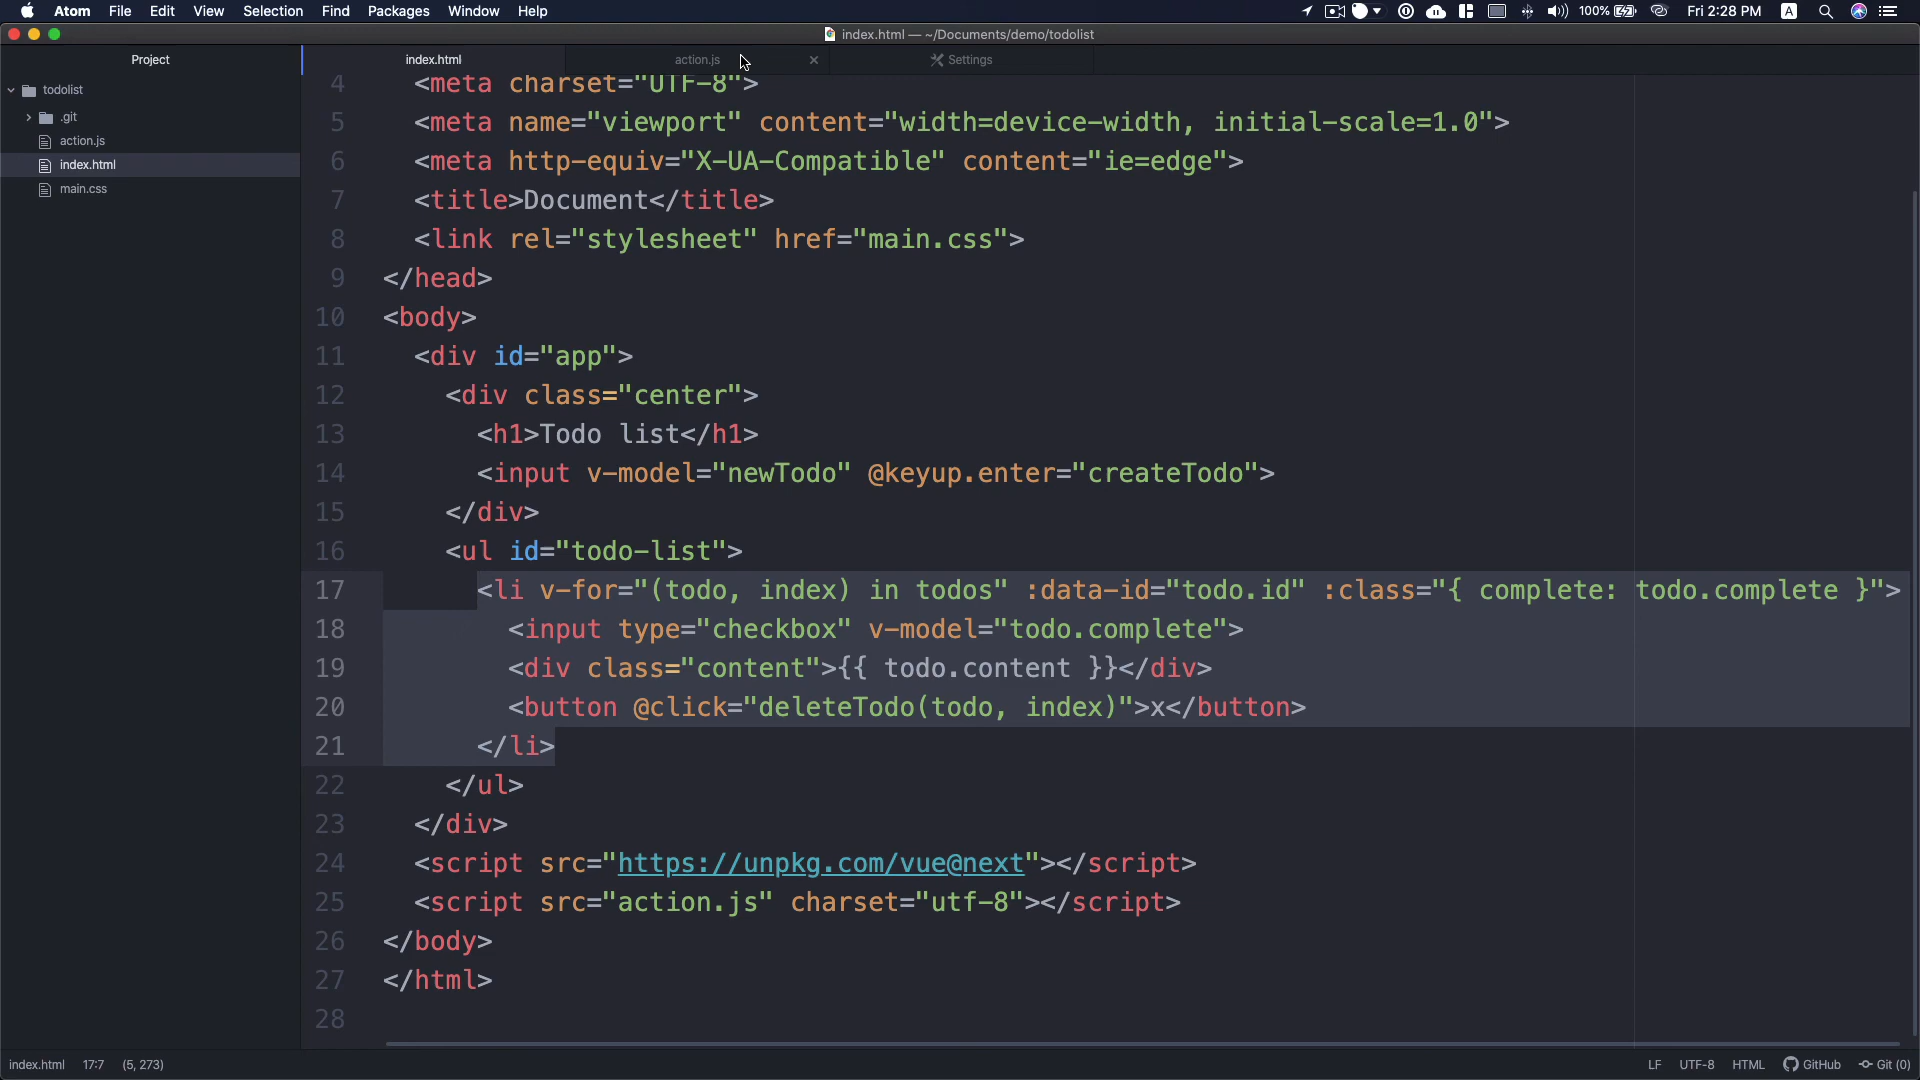 Atom File Edit View Selection Find Packages Window Help 100% Fri 2:28 PM A
index.html — ~/Documents/demo/todolist
Project index.html action.js × Settings
todolist
.git
action.js
index.html
main.css
4 <meta charset="UTF-8">
5 <meta name="viewport" content="width=device-width, initial-scale=1.0">
6 <meta http-equiv="X-UA-Compatible" content="ie=edge">
7 <title>Document</title>
8 <link rel="stylesheet" href="main.css">
9 </head>
10 <body>
11 <div id="app">
12 <div class="center">
13 <h1>Todo list</h1>
14 <input v-model="newTodo" @keyup.enter="createTodo">
15 </div>
16 <ul id="todo-list">
17 <li v-for="(todo, index) in todos" :data-id="todo.id" :class="{ complete: todo.complete }">
18 <input type="checkbox" v-model="todo.complete">
19 <div class="content">{{ todo.content }}</div>
20 <button @click="deleteTodo(todo, index)">x</button>
21 </li>
22 </ul>
23 </div>
24 <script src="https://unpkg.com/vue@next"></script>
25 <script src="action.js" charset="utf-8"></script>
26 </body>
27 </html>
28
index.html 17:7 (5, 273) LF UTF-8 HTML GitHub Git (0)